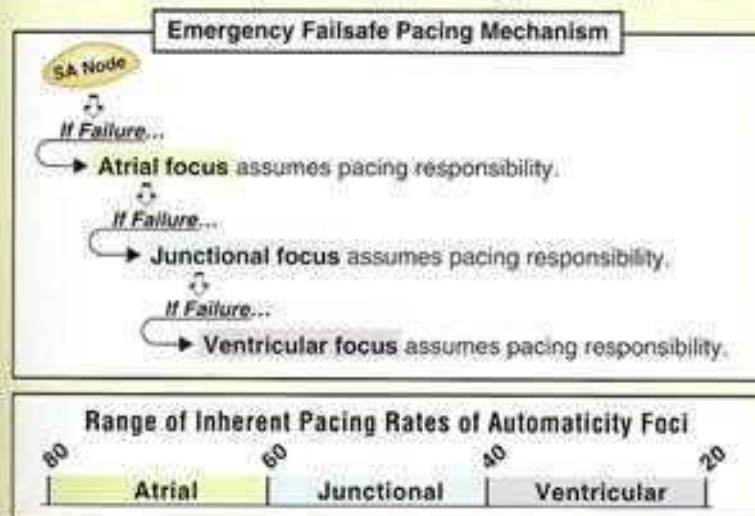 Emergency Failsafe Pacing Mechanism
SA Node
If Failure...
Atrial focus assumes pacing responsibility.
If Failure...
Junctional focus assumes pacing responsibility.
If Failure...
Ventricular focus assumes pacing responsibility.
Range of Inherent Pacing Rates of Automaticity Foci
80 60 40 20
Atrial Junctional Ventricular